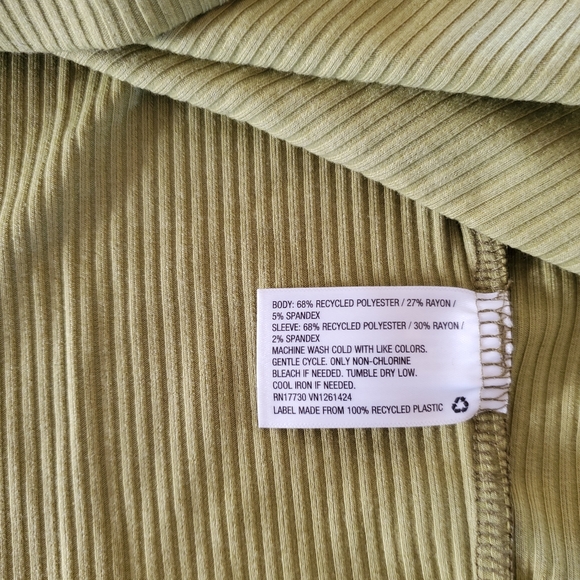 BODY: 68% RECYCLED POLYESTER / 27% RAYON /
5% SPANDEX
SLEEVE: 68% RECYCLED POLYESTER / 30% RAYON /
2% SPANDEX
MACHINE WASH COLD WITH LIKE COLORS.
GENTLE CYCLE. ONLY NON-CHLORINE
BLEACH IF NEEDED. TUMBLE DRY LOW.
COOL IRON IF NEEDED.
RN17730 VN1261424
LABEL MADE FROM 100% RECYCLED PLASTIC